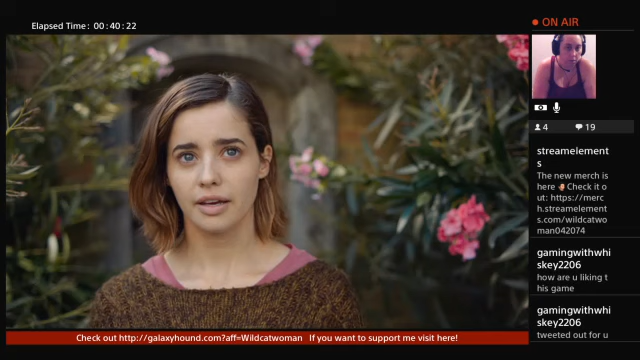 Elapsed Time: 00:40:22
ON AIR
4
19
streamelement
s
The new merch is
here Check it o
ut: https://merc
h.streamelement
s.com/wildcatwo
man042074
gamingwithwhi
skey2206
how are u liking t
his game
gamingwithwhi
skey2206
tweeted out for u
Check out http://galaxyhound.com?aff=Wildcatwoman If you want to support me visit here!